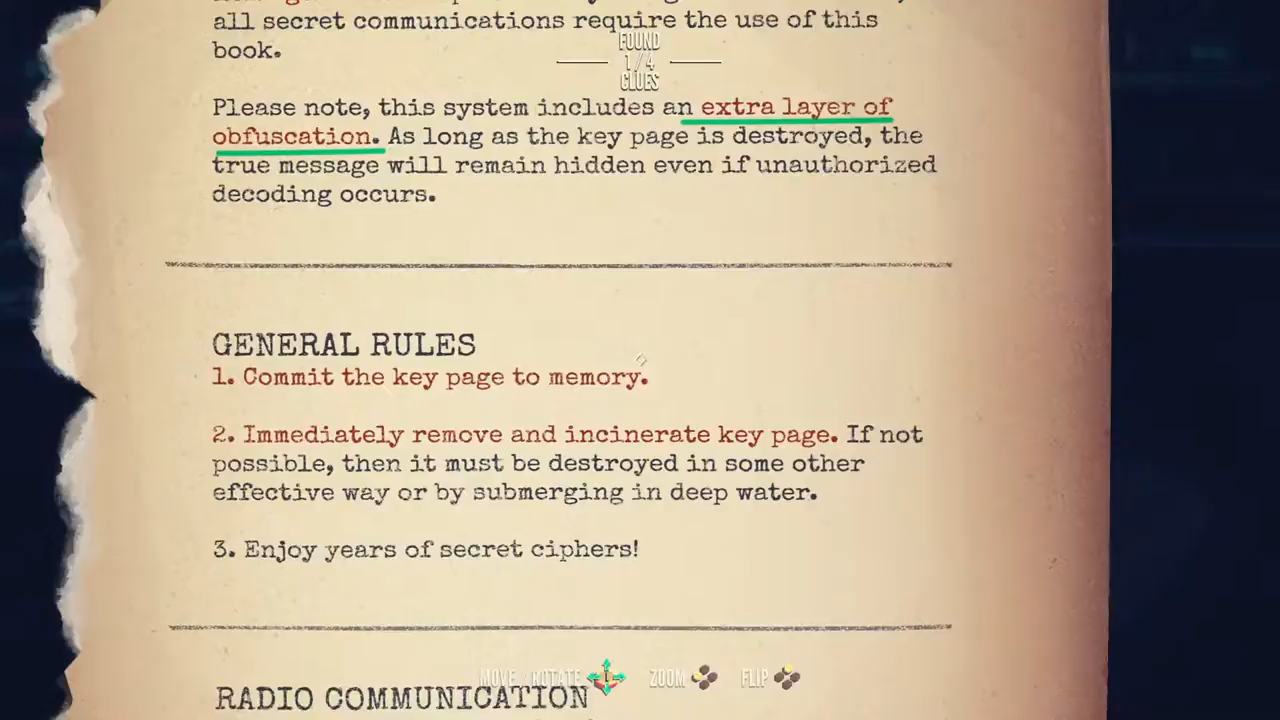 all secret communications require the use of this
book.
FOUND
1/4
CLUES
Please note, this system includes an extra layer of
obfuscation. As long as the key page is destroyed, the
true message will remain hidden even if unauthorized
decoding occurs.
GENERAL RULES
1. Commit the key page to memory.
2. Immediately remove and incinerate key page. If not
possible, then it must be destroyed in some other
effective way or by submerging in deep water.
3. Enjoy years of secret ciphers!
MOVE / ROTATE ZOOM FLIP
RADIO COMMUNICATION